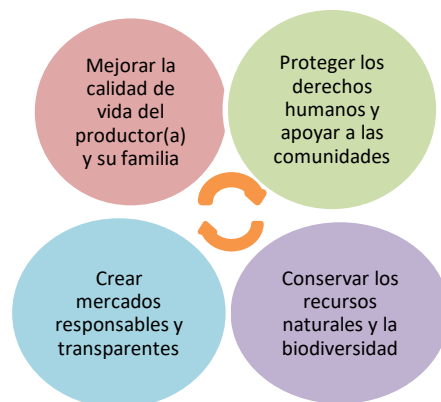 Mejorar la
calidad de
vida del
productor(a)
y su familia
Proteger los
derechos
humanos y
apoyar a las
comunidades
Crear
mercados
responsables y
transparentes
Conservar los
recursos
naturales y la
biodiversidad